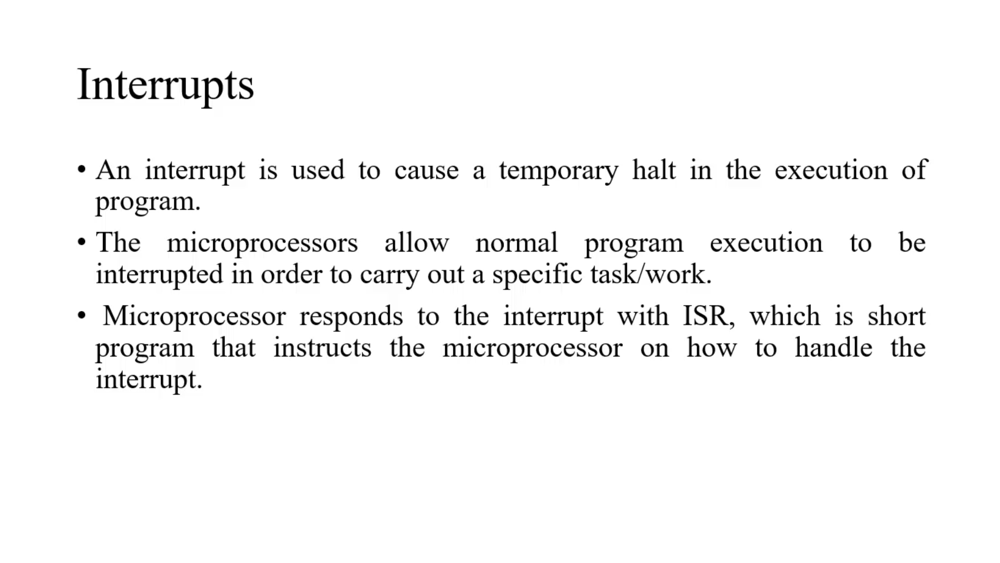 Interrupts
• An interrupt is used to cause a temporary halt in the execution of
program.
• The microprocessors allow normal program execution to be
interrupted in order to carry out a specific task/work.
• Microprocessor responds to the interrupt with ISR, which is short
program that instructs the microprocessor on how to handle the
interrupt.